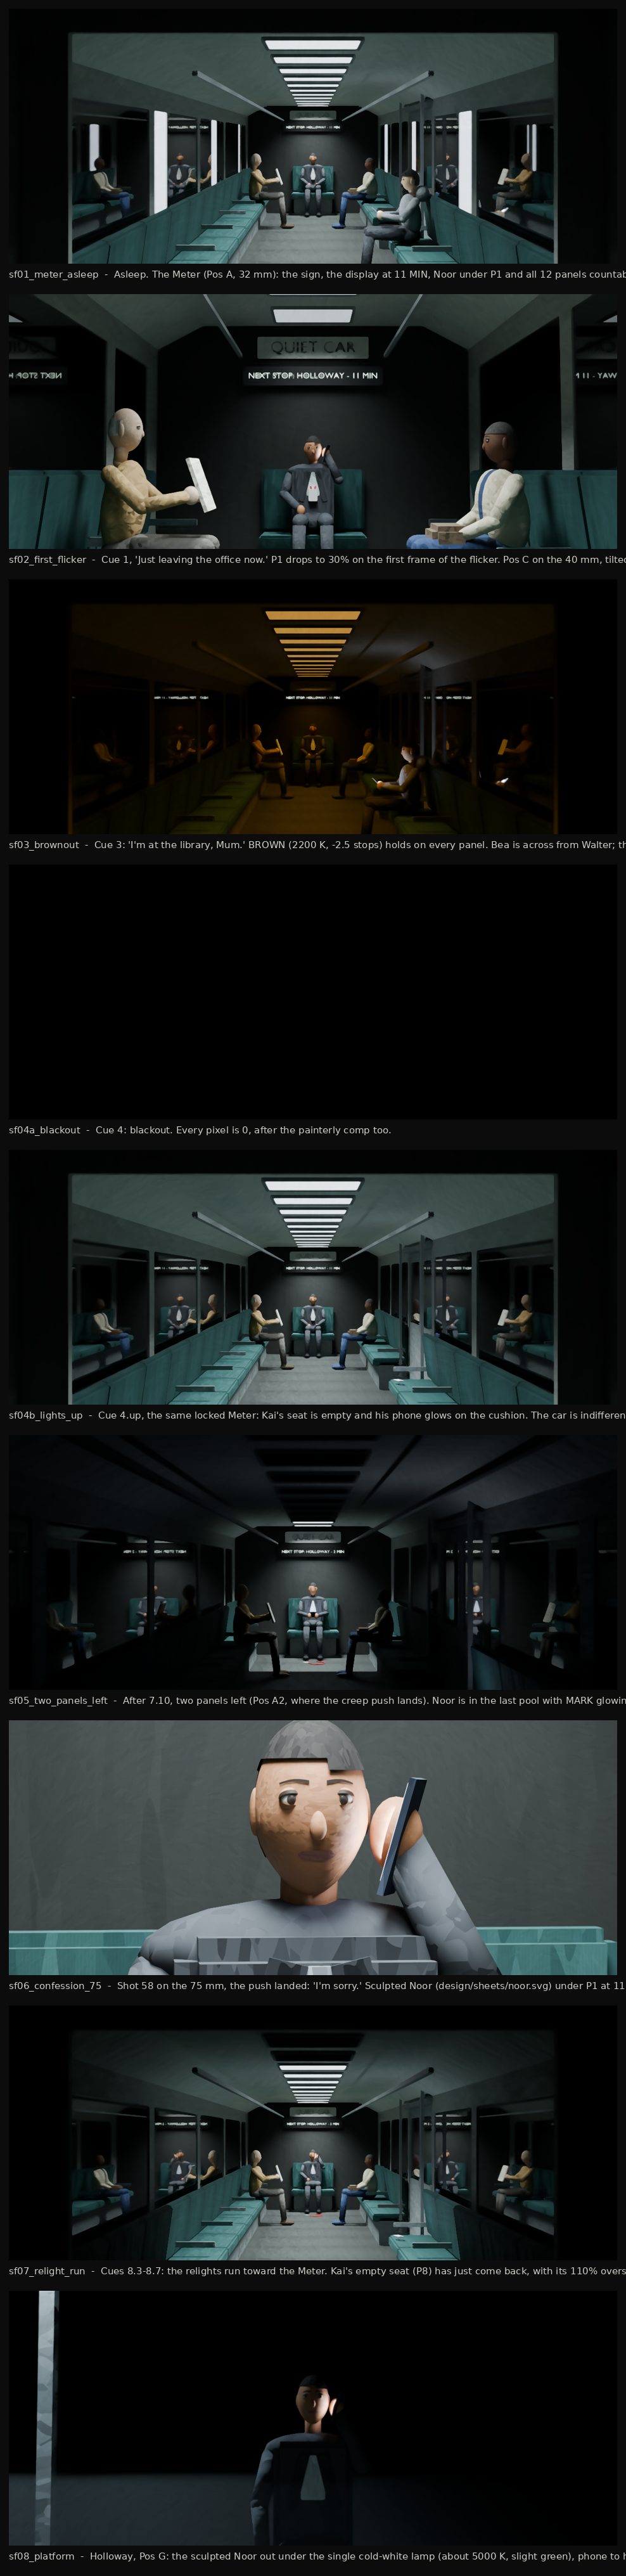 sf01_meter_asleep - Asleep. The Meter (Pos A, 32 mm): the sign, the display at 11 MIN, Noor under P1 and all 12 panels
QUIET CAR
NEXT STOP: HOLLOWAY - 11 MIN
sf02_first_flicker - Cue 1, 'Just leaving the office now.' P1 drops to 30% on the first frame of the flicker. Pos C on the 40 mm,
sf03_brownout - Cue 3: 'I'm at the library, Mum.' BROWN (2200 K, -2.5 stops) holds on every panel. Bea is across from Walter;
sf04a_blackout - Cue 4: blackout. Every pixel is 0, after the painterly comp too.
sf04b_lights_up - Cue 4.up, the same locked Meter: Kai's seat is empty and his phone glows on the cushion. The car is
sf05_two_panels_left - After 7.10, two panels left (Pos A2, where the creep push lands). Noor is in the last pool with MARK
sf06_confession_75 - Shot 58 on the 75 mm, the push landed: 'I'm sorry.' Sculpted Noor (design/sheets/noor.svg) under P1 at 11
sf07_relight_run - Cues 8.3-8.7: the relights run toward the Meter. Kai's empty seat (P8) has just come back, with its 110%
sf08_platform - Holloway, Pos G: the sculpted Noor out under the single cold-white lamp (about 5000 K, slight green), phone to